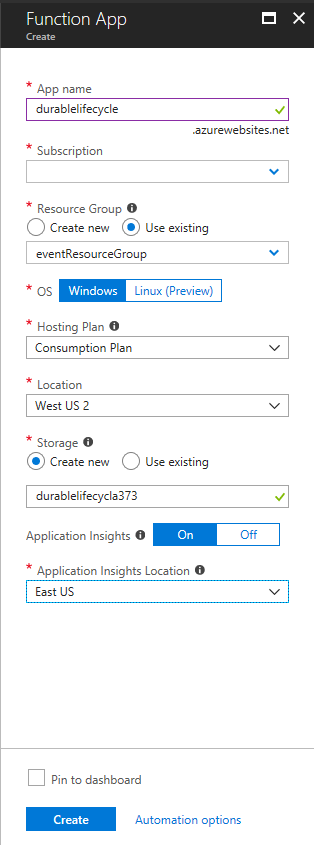 Function App
Create
* App name
durablelifecycle
.azurewebsites.net
* Subscription
* Resource Group
Create new Use existing
eventResourceGroup
* OS Windows Linux (Preview)
* Hosting Plan
Consumption Plan
* Location
West US 2
* Storage
Create new Use existing
durablelifecycla373
Application Insights On Off
* Application Insights Location
East US
Pin to dashboard
Create Automation options